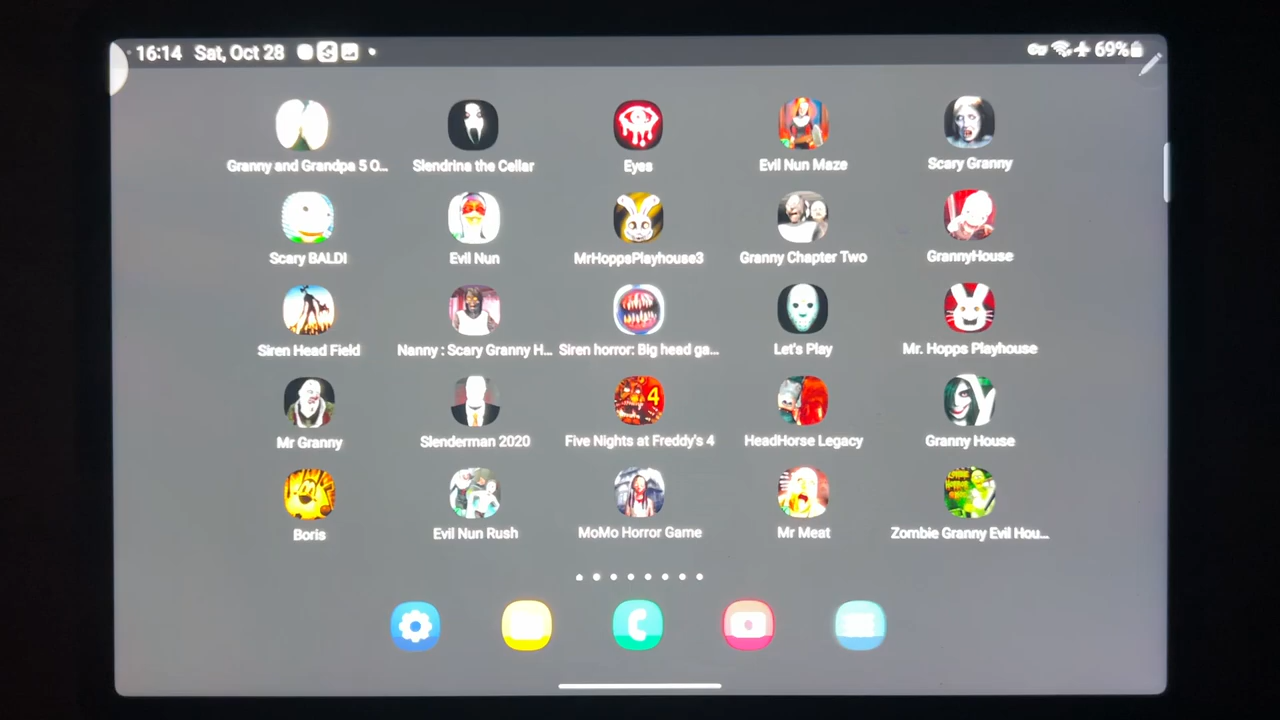 16:14 Sat, Oct 28 69%
Granny and Grandpa 5 O... Slendrina the Cellar Eyes Evil Nun Maze Scary Granny
Scary BALDI Evil Nun MrHoppsPlayhouse3 Granny Chapter Two GrannyHouse
Siren Head Field Nanny : Scary Granny H... Siren horror: Big head ga... Let's Play Mr. Hopps Playhouse
4
Mr Granny Slenderman 2020 Five Nights at Freddy's 4 HeadHorse Legacy Granny House
Boris Evil Nun Rush MoMo Horror Game Mr Meat Zombie Granny Evil Hou...